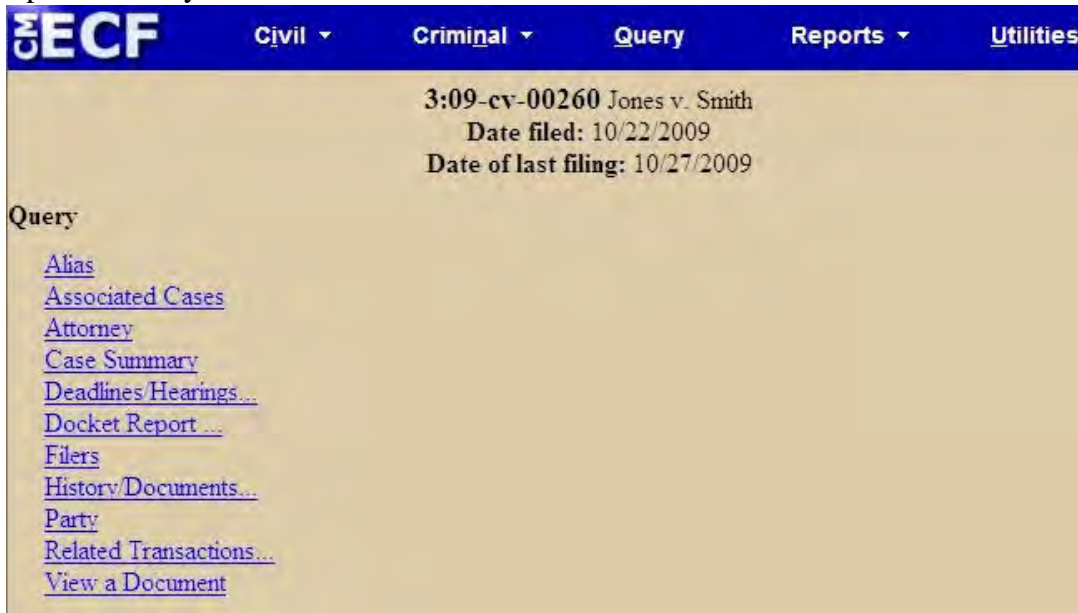 CM ECF Civil Criminal Query Reports Utilities
3:09-cv-00260 Jones v. Smith
Date filed: 10/22/2009
Date of last filing: 10/27/2009
Query
Alias
Associated Cases
Attorney
Case Summary
Deadlines/Hearings...
Docket Report ...
Filers
History/Documents...
Party
Related Transactions...
View a Document